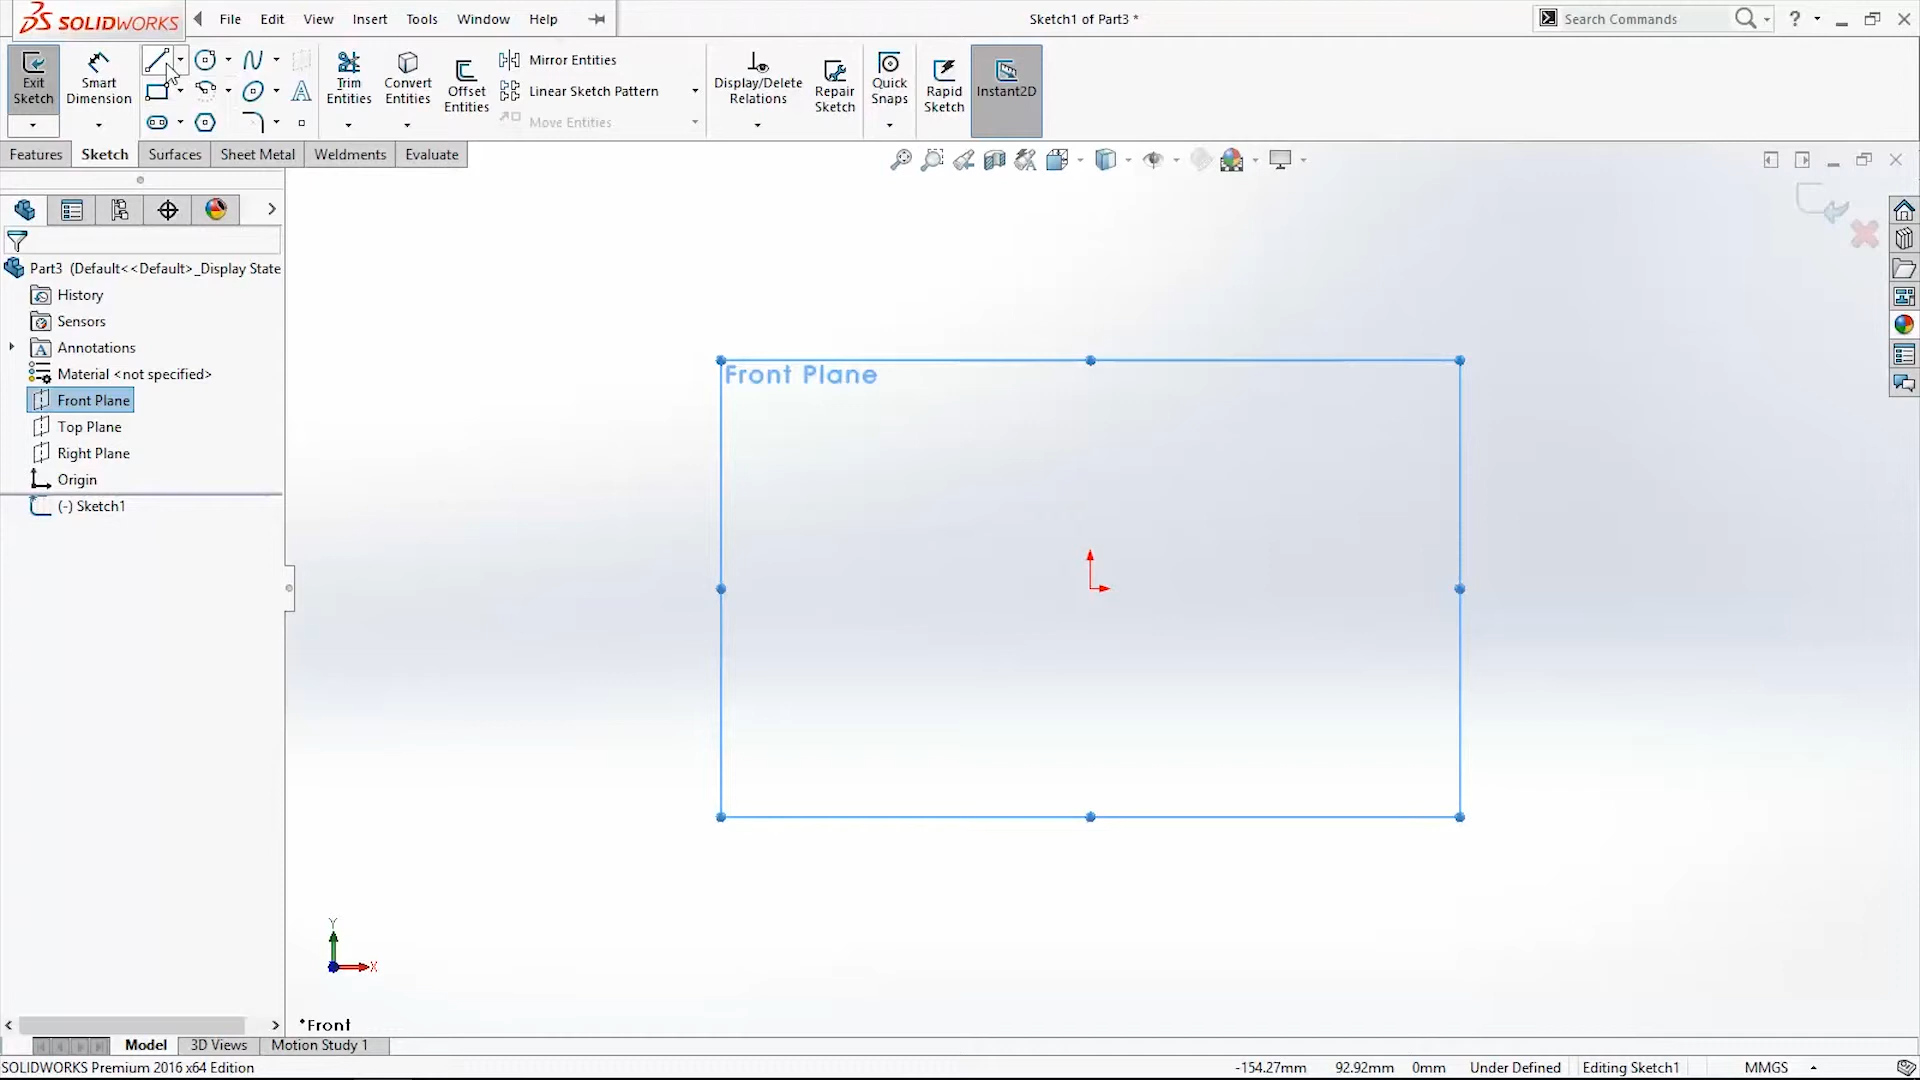 SOLIDWORKS File Edit View Insert Tools Window Help Sketch1 of Part3 * Search Commands ?
Exit Sketch
Smart Dimension
Trim Entities
Convert Entities
Offset Entities
Mirror Entities
Linear Sketch Pattern
Move Entities
Display/Delete Relations
Repair Sketch
Quick Snaps
Rapid Sketch
Instant2D
Features Sketch Surfaces Sheet Metal Weldments Evaluate
Part3 (Default<<Default>_Display State
History
Sensors
Annotations
Material <not specified>
Front Plane
Top Plane
Right Plane
Origin
(-) Sketch1
Front Plane
Y
X
*Front
Model 3D Views Motion Study 1
SOLIDWORKS Premium 2016 x64 Edition -154.27mm 92.92mm 0mm Under Defined Editing Sketch1 MMGS